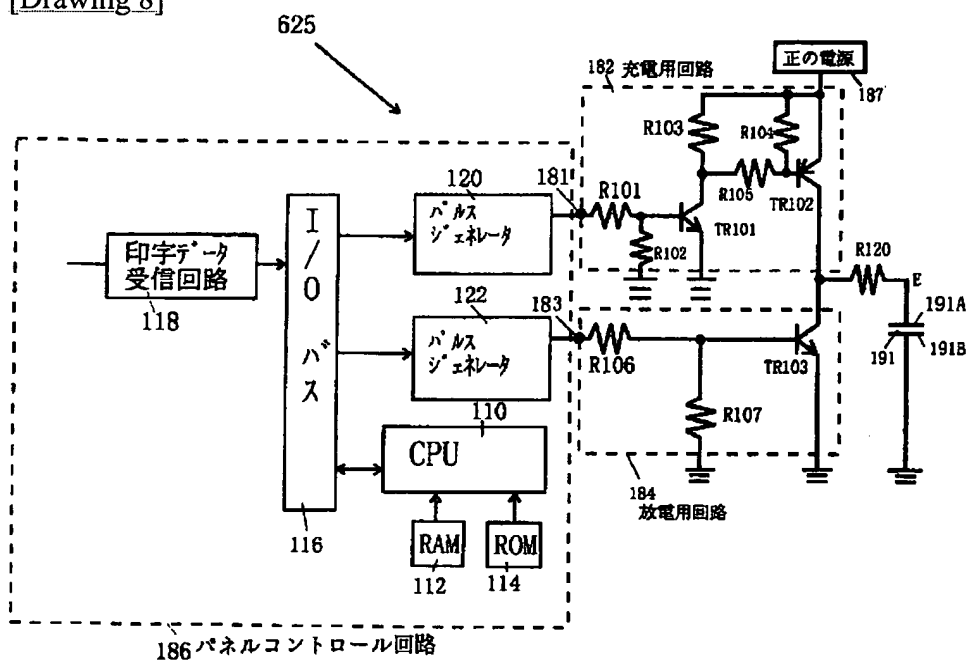 [Drawing 8]
625
正の電源
187
182 充電用回路
R103
R104
R105
TR102
181
R101
TR101
R102
R120
E
191A
191
191B
120
パルス
ジェネレータ
印字データ
受信回路
118
I/O バス
116
183
122
パルス
ジェネレータ
R106
TR103
R107
184
放電用回路
110
CPU
RAM
112
ROM
114
186 パネルコントロール回路